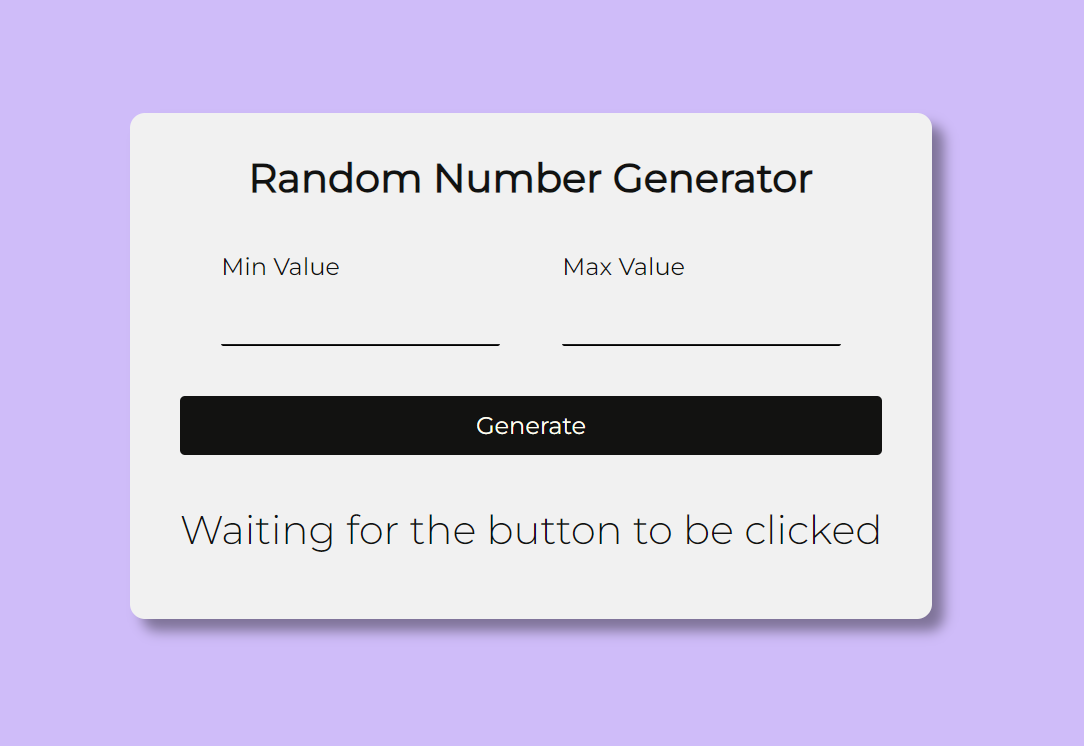 Random Number Generator
Min Value Max Value
Generate
Waiting for the button to be clicked